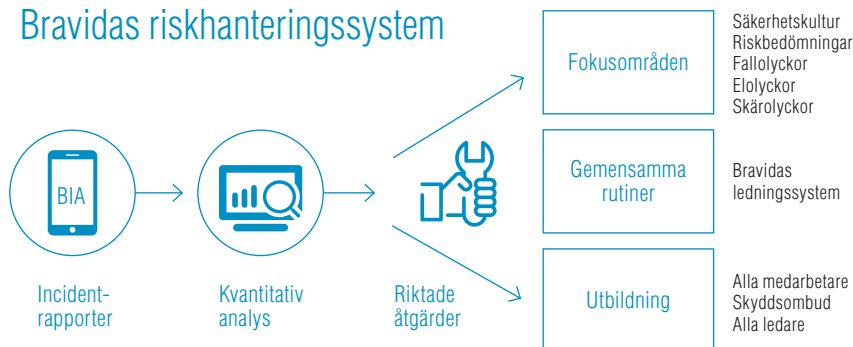 Bravidas riskhanteringssystem
BIA
Incident-
rapporter
Kvantitativ
analys
Riktade
åtgärder
Fokusområden
Säkerhetskultur
Riskbedömningar
Fallolyckor
Elolyckor
Skärolyckor
Gemensamma
rutiner
Bravidas
ledningssystem
Utbildning
Alla medarbetare
Skyddsombud
Alla ledare